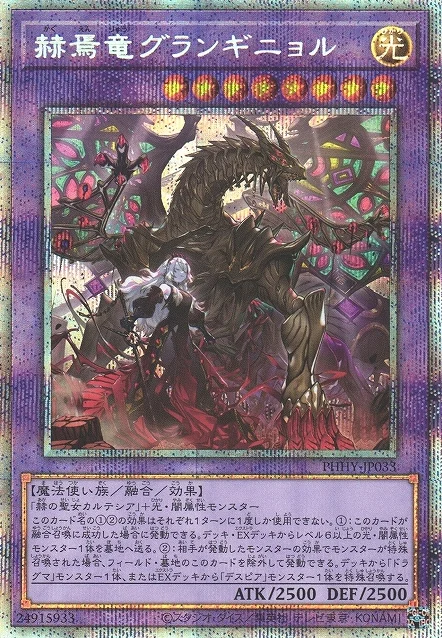 赫焉竜グランギニョル
光
PHHY-JP033
【魔法使い族／融合／効果】
「赫の聖女カルテシア」＋光・闇属性モンスター
このカード名の①②の効果はそれぞれ１ターンに１度しか使用できない。①：このカードが
融合召喚に成功した場合に発動できる。デッキ・EXデッキからレベル６以上の光・闇属性
モンスター１体を墓地へ送る。②：相手が発動したモンスターの効果でモンスターが特殊
召喚された場合、フィールド・墓地のこのカードを除外して発動できる。デッキから「ドラ
グマ」モンスター１体、またはEXデッキから「デスピア」モンスター１体を特殊召喚する。
ATK/2500 DEF/2500
24915933
©スタジオ・ダイス/集英社・テレビ東京・KONAMI